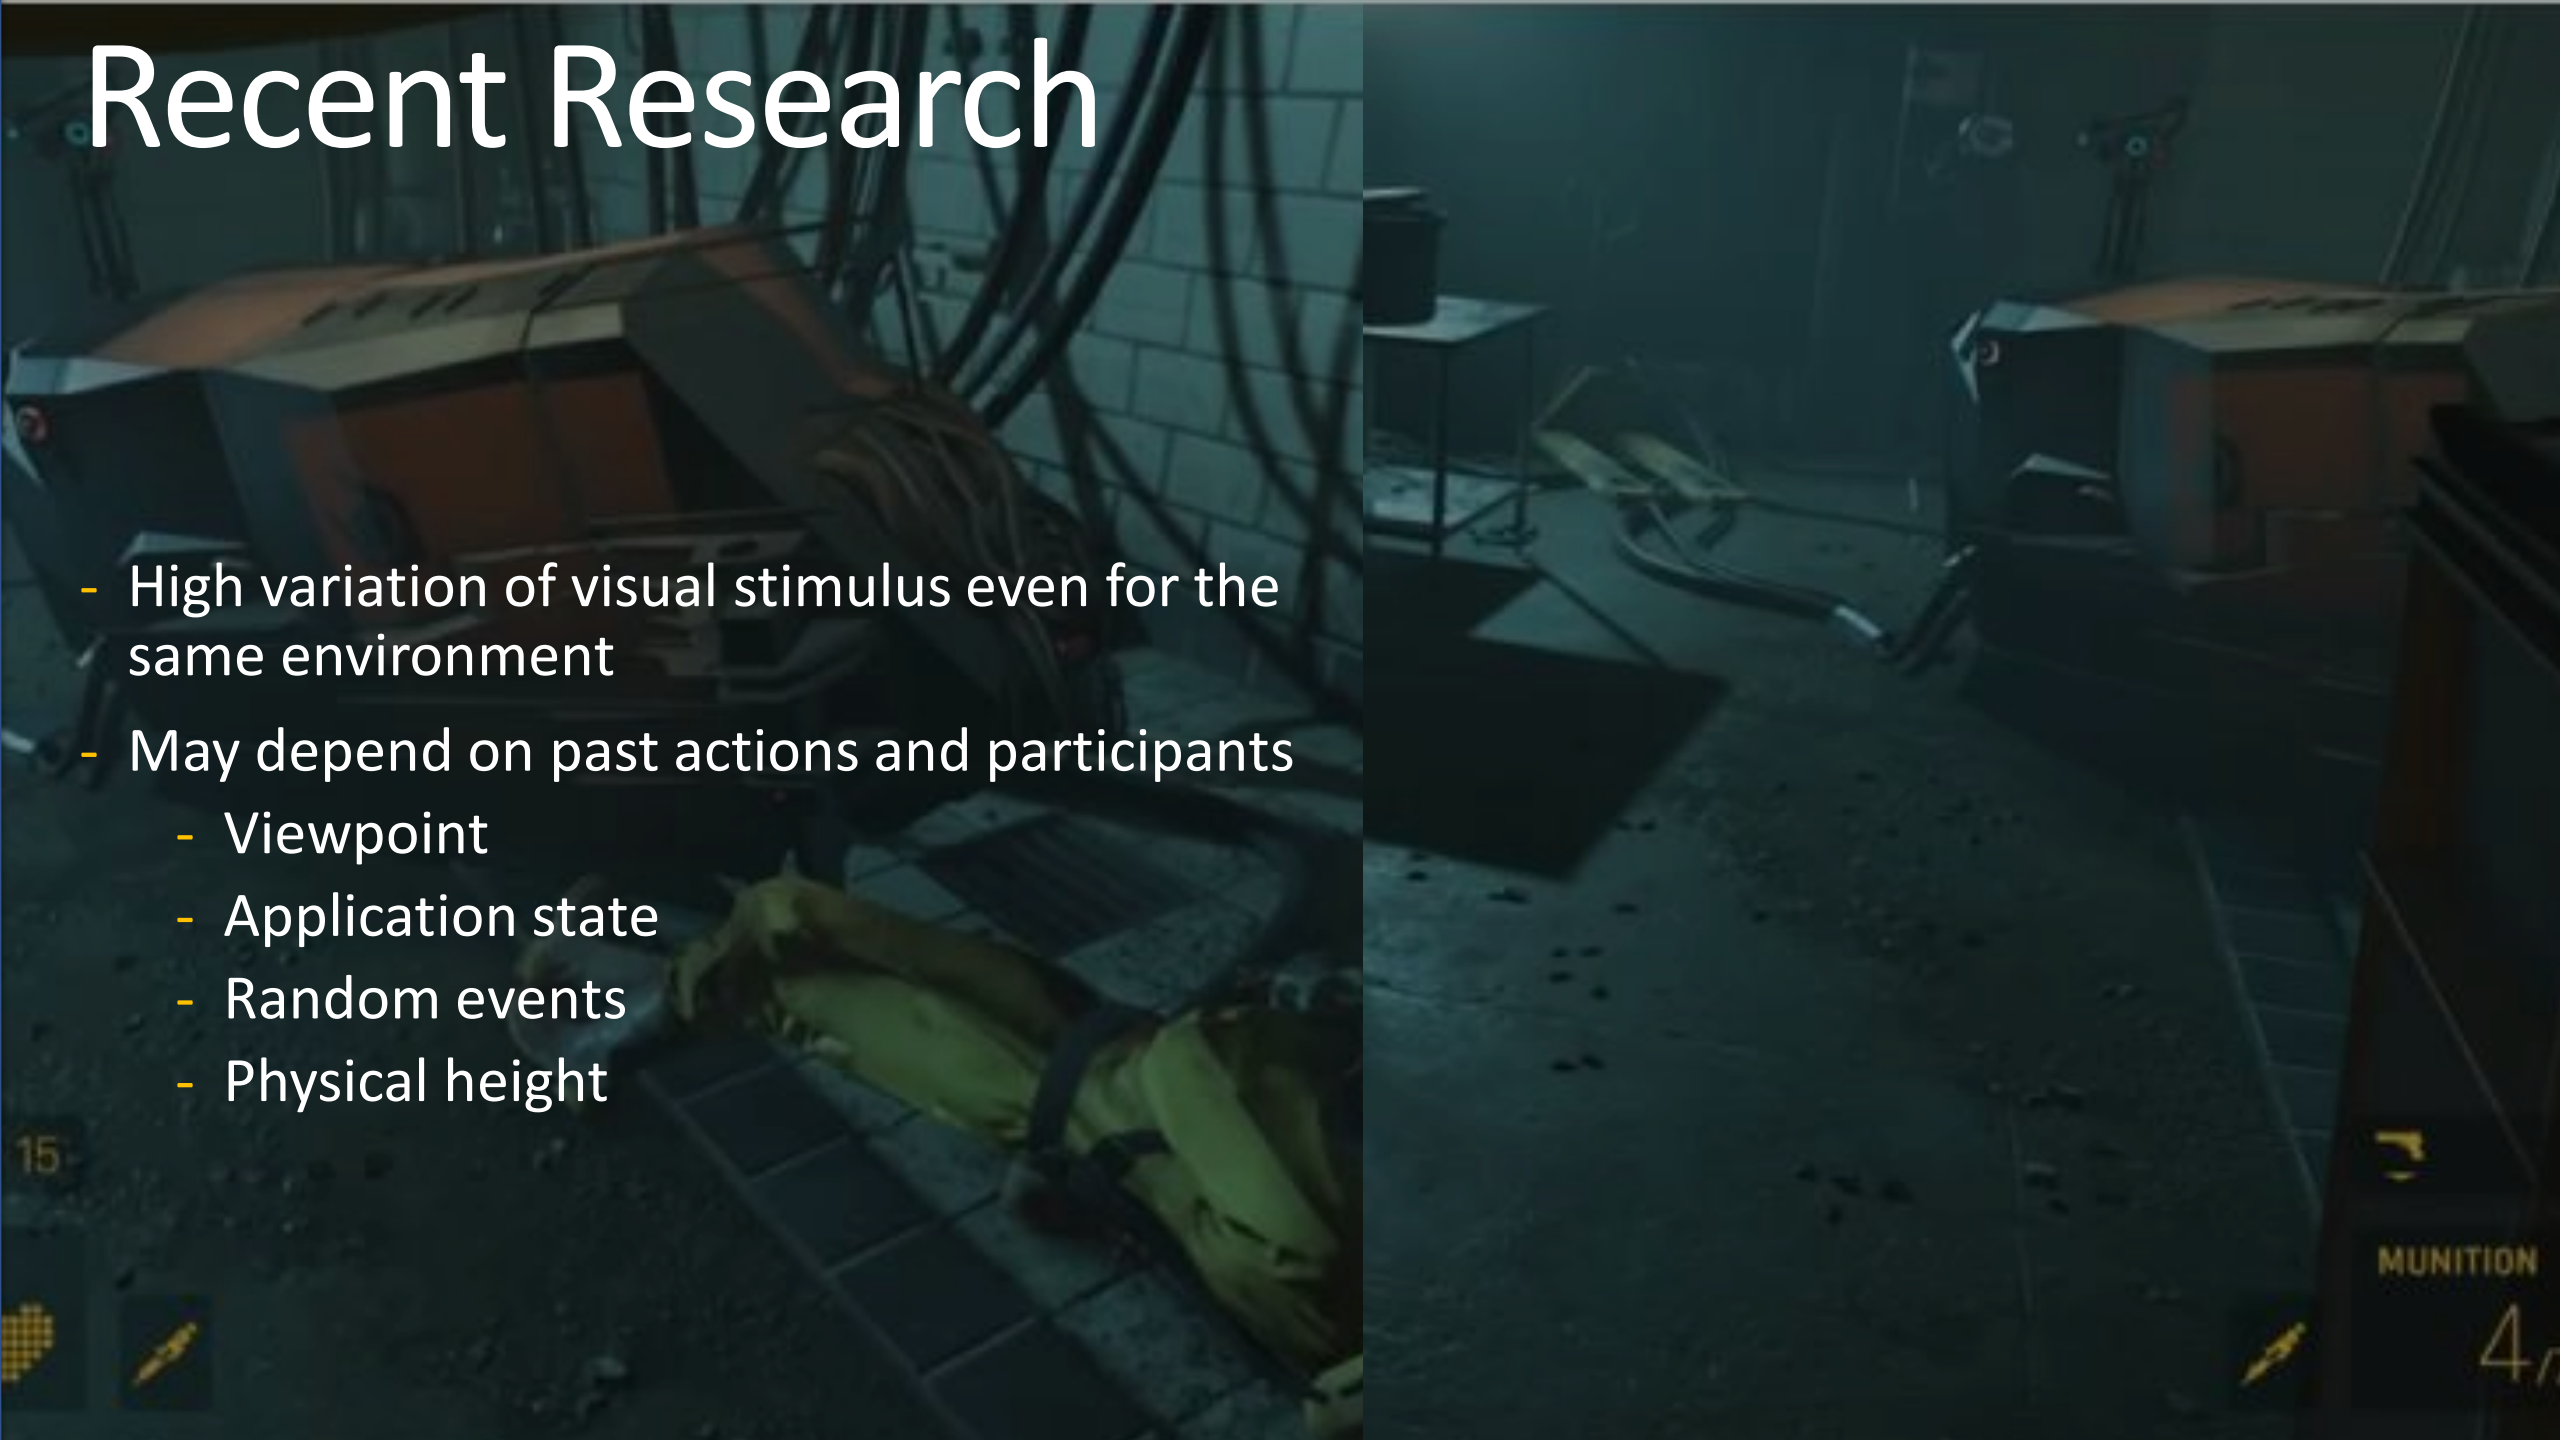 Recent Research
- High variation of visual stimulus even for the
same environment
- May depend on past actions and participants
- Viewpoint
- Application state
- Random events
- Physical height
15
MUNITION
4/